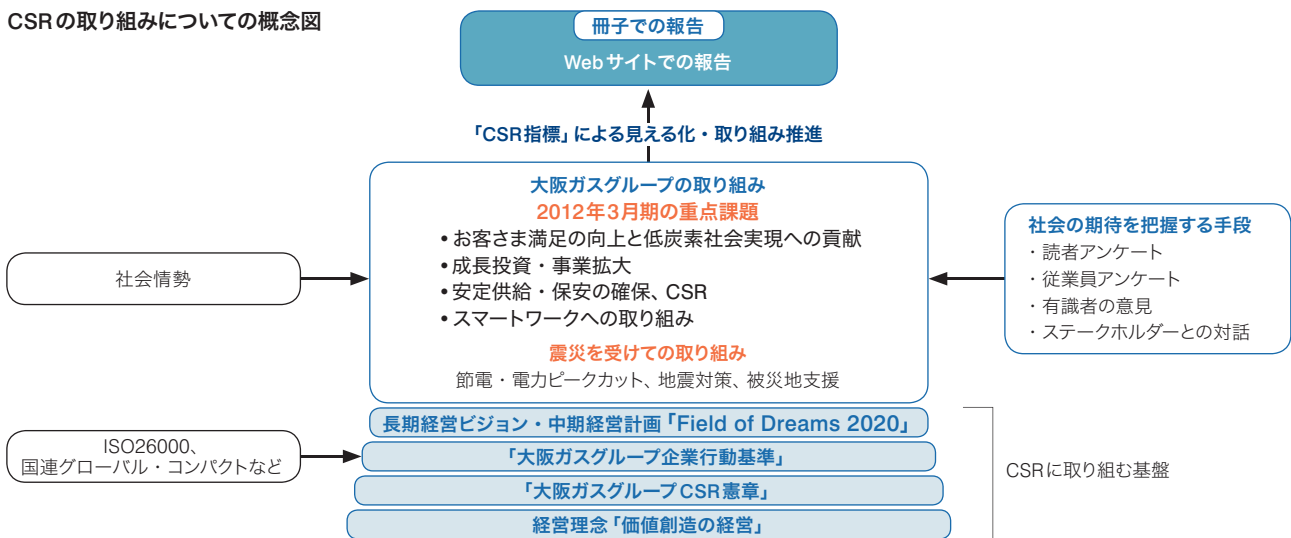 CSRの取り組みについての概念図
冊子での報告
Webサイトでの報告
「CSR指標」による見える化・取り組み推進
大阪ガスグループの取り組み
2012年3月期の重点課題
•お客さま満足の向上と低炭素社会実現への貢献
•成長投資・事業拡大
•安定供給・保安の確保、CSR
•スマートワークへの取り組み
震災を受けての取り組み
節電・電力ピークカット、地震対策、被災地支援
社会情勢
社会の期待を把握する手段
・読者アンケート
・従業員アンケート
・有識者の意見
・ステークホルダーとの対話
長期経営ビジョン・中期経営計画「Field of Dreams 2020」
ISO26000、
国連グローバル・コンパクトなど
「大阪ガスグループ企業行動基準」
「大阪ガスグループCSR憲章」
経営理念「価値創造の経営」
CSRに取り組む基盤